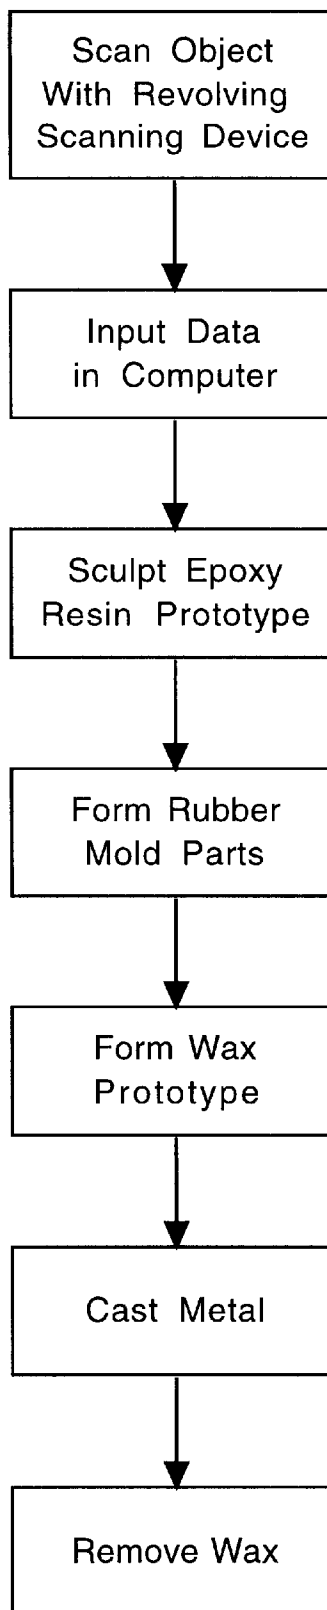 Scan Object
With Revolving
Scanning Device
Input Data
in Computer
Sculpt Epoxy
Resin Prototype
Form Rubber
Mold Parts
Form Wax
Prototype
Cast Metal
Remove Wax